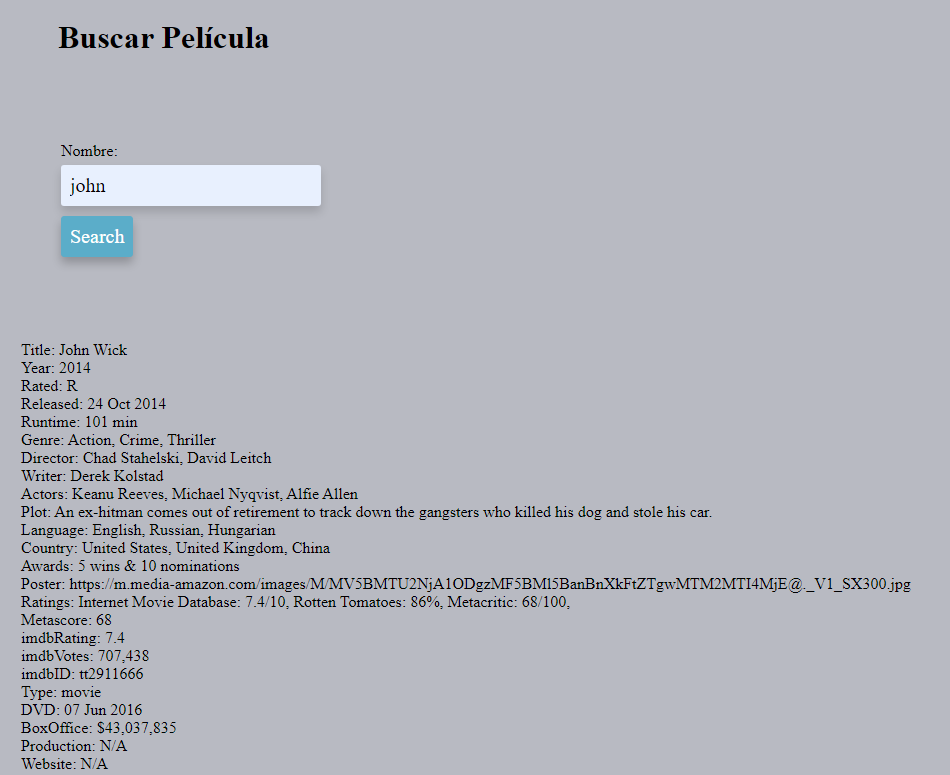 Buscar Película
Nombre:
john
Search
Title: John Wick
Year: 2014
Rated: R
Released: 24 Oct 2014
Runtime: 101 min
Genre: Action, Crime, Thriller
Director: Chad Stahelski, David Leitch
Writer: Derek Kolstad
Actors: Keanu Reeves, Michael Nyqvist, Alfie Allen
Plot: An ex-hitman comes out of retirement to track down the gangsters who killed his dog and stole his car.
Language: English, Russian, Hungarian
Country: United States, United Kingdom, China
Awards: 5 wins & 10 nominations
Poster: https://m.media-amazon.com/images/M/MV5BMTU2NjA1ODgzMF5BMl5BanBnXkFtZTgwMTM2MTI4MjE@._V1_SX300.jpg
Ratings: Internet Movie Database: 7.4/10, Rotten Tomatoes: 86%, Metacritic: 68/100,
Metascore: 68
imdbRating: 7.4
imdbVotes: 707,438
imdbID: tt2911666
Type: movie
DVD: 07 Jun 2016
BoxOffice: $43,037,835
Production: N/A
Website: N/A